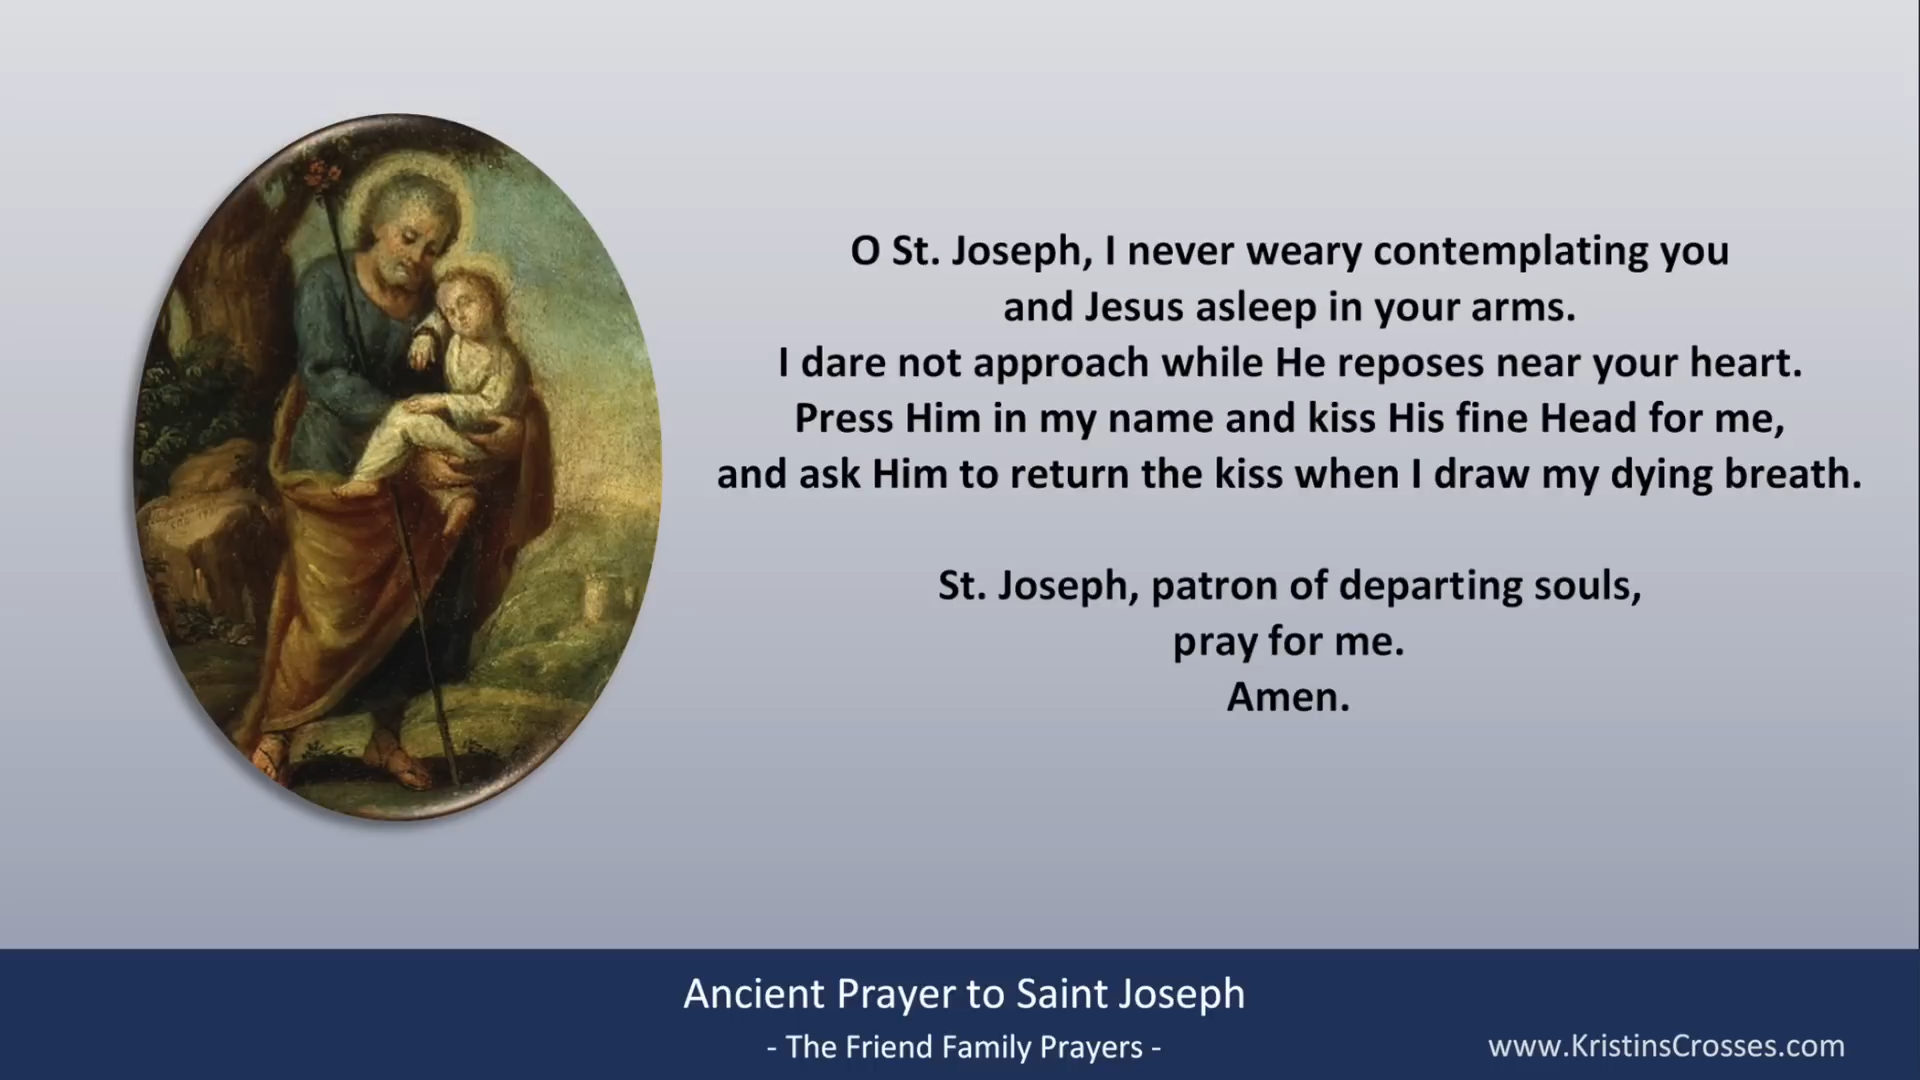 O St. Joseph, I never weary contemplating you
and Jesus asleep in your arms.
I dare not approach while He reposes near your heart.
Press Him in my name and kiss His fine Head for me,
and ask Him to return the kiss when I draw my dying breath.
St. Joseph, patron of departing souls,
pray for me.
Amen.
Ancient Prayer to Saint Joseph
- The Friend Family Prayers -
www.KristinsCrosses.com